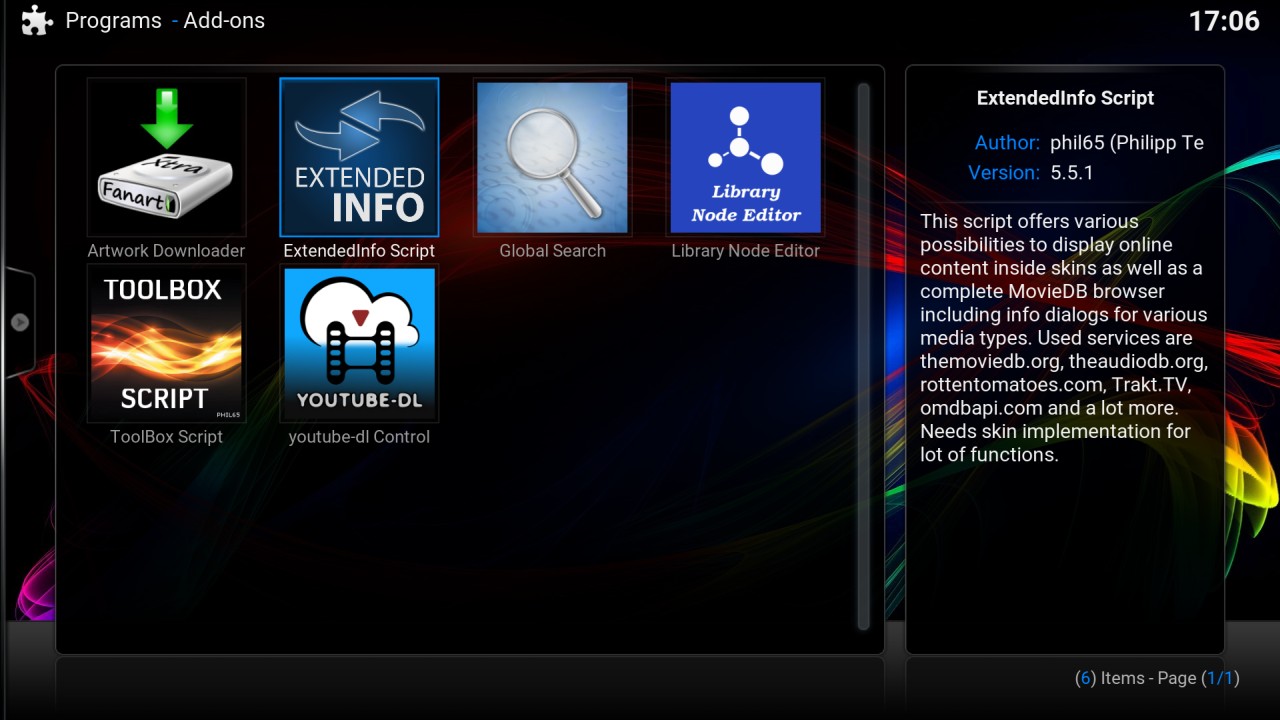 Programs - Add-ons
17:06
Xtra
Fanart
EXTENDED
INFO
Library
Node Editor
Artwork Downloader
ExtendedInfo Script
Global Search
Library Node Editor
TOOLBOX
SCRIPT
PHIL65
YOUTUBE-DL
ToolBox Script
youtube-dl Control
ExtendedInfo Script
Author: phil65 (Philipp Te
Version: 5.5.1
This script offers various
possibilities to display online
content inside skins as well as a
complete MovieDB browser
including info dialogs for various
media types. Used services are
themoviedb.org, theaudiodb.org,
rottentomatoes.com, Trakt.TV,
omdbapi.com and a lot more.
Needs skin implementation for
lot of functions.
(6) Items - Page (1/1)